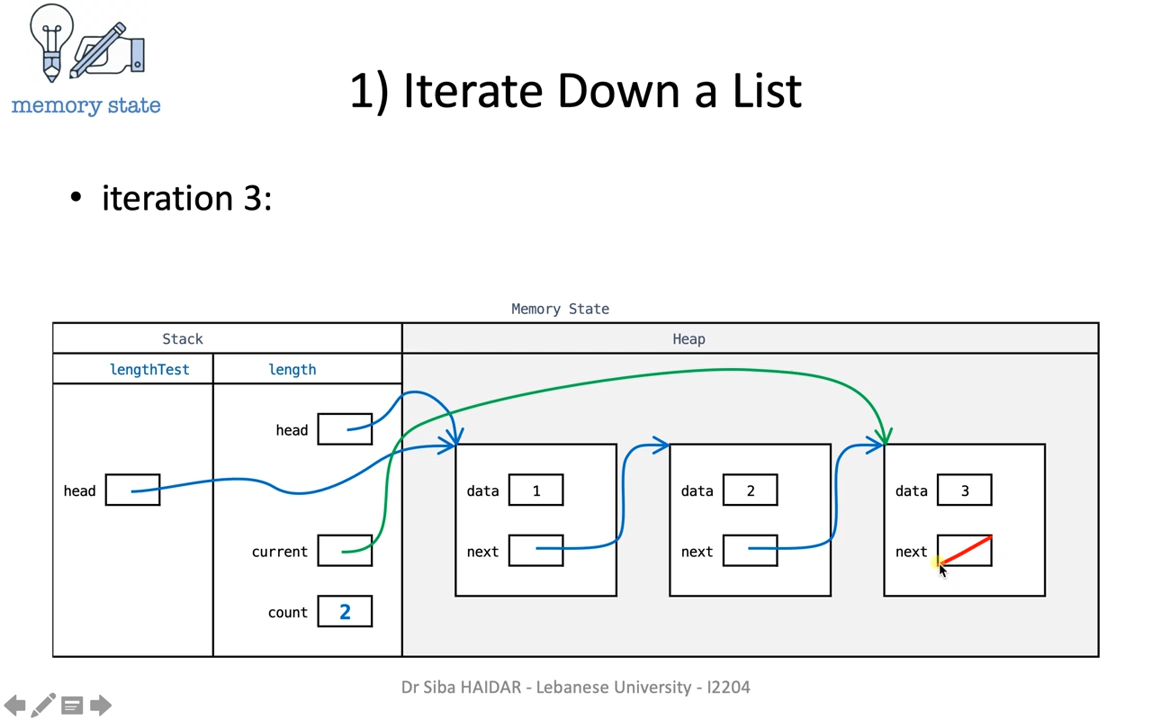 memory state
1) Iterate Down a List
• iteration 3:
Memory State
Stack
Heap
lengthTest
length
head
head
current
count
2
data
1
next
data
2
next
data
3
next
Dr Siba HAIDAR - Lebanese University - I2204